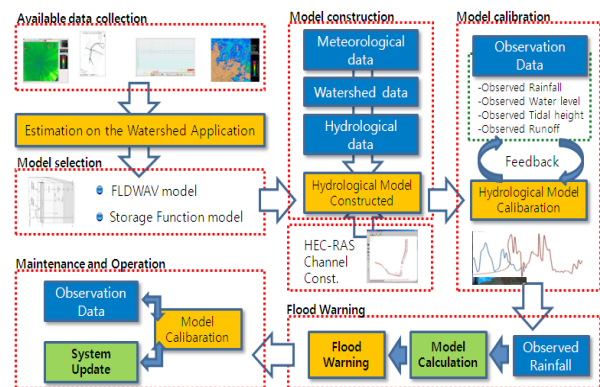 Available data collection
Estimation on the Watershed Application
Model selection
FLDWAV model
Storage Function model
Model construction
Meteorological
data
Watershed data
Hydrological
data
Hydrological Model
Constructed
HEC-RAS
Channel
Const.
Model calibration
Observation
Data
-Observed Rainfall
-Observed Water level
-Observed Tidal height
-Observed Runoff
Feedback
Hydrological Model
Calibaration
Flood Warning
Observed
Rainfall
Model
Calculation
Flood
Warning
Maintenance and Operation
Observation
Data
Model
Calibaration
System
Update